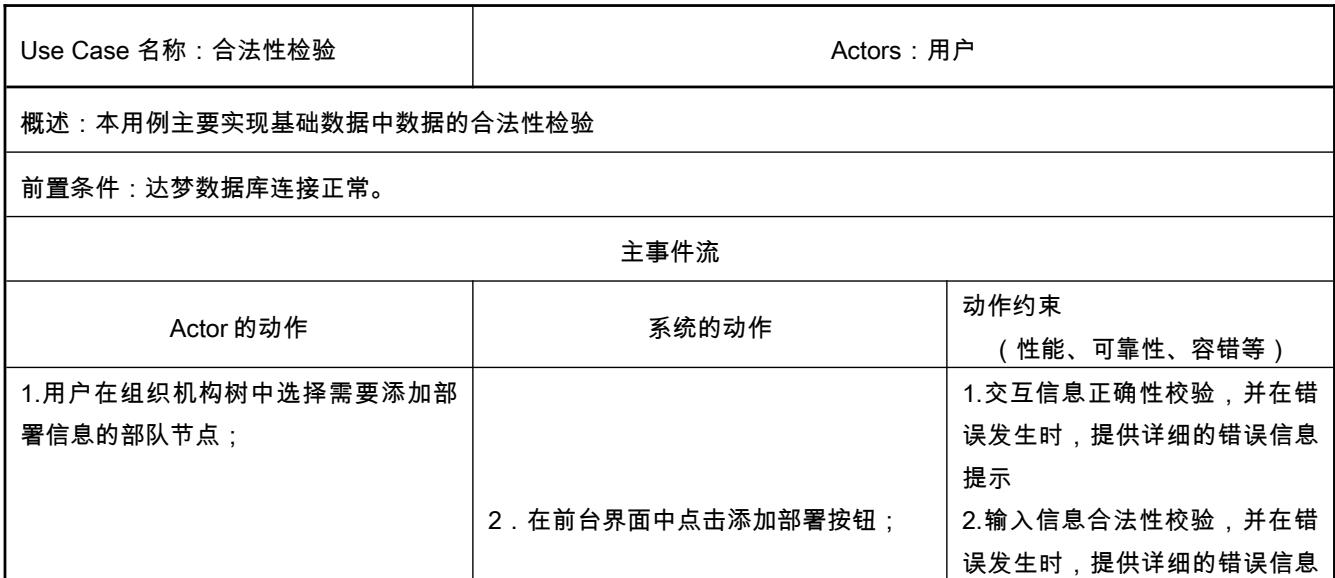 Use Case 名称：合法性检验
Actors：用户
概述：本用例主要实现基础数据中数据的合法性检验
前置条件：达梦数据库连接正常。
主事件流
Actor 的动作
系统的动作
动作约束
（性能、可靠性、容错等）
1.用户在组织机构树中选择需要添加部
署信息的部队节点；
2．在前台界面中点击添加部署按钮；
1.交互信息正确性校验，并在错
误发生时，提供详细的错误信息
提示
2.输入信息合法性校验，并在错
误发生时，提供详细的错误信息